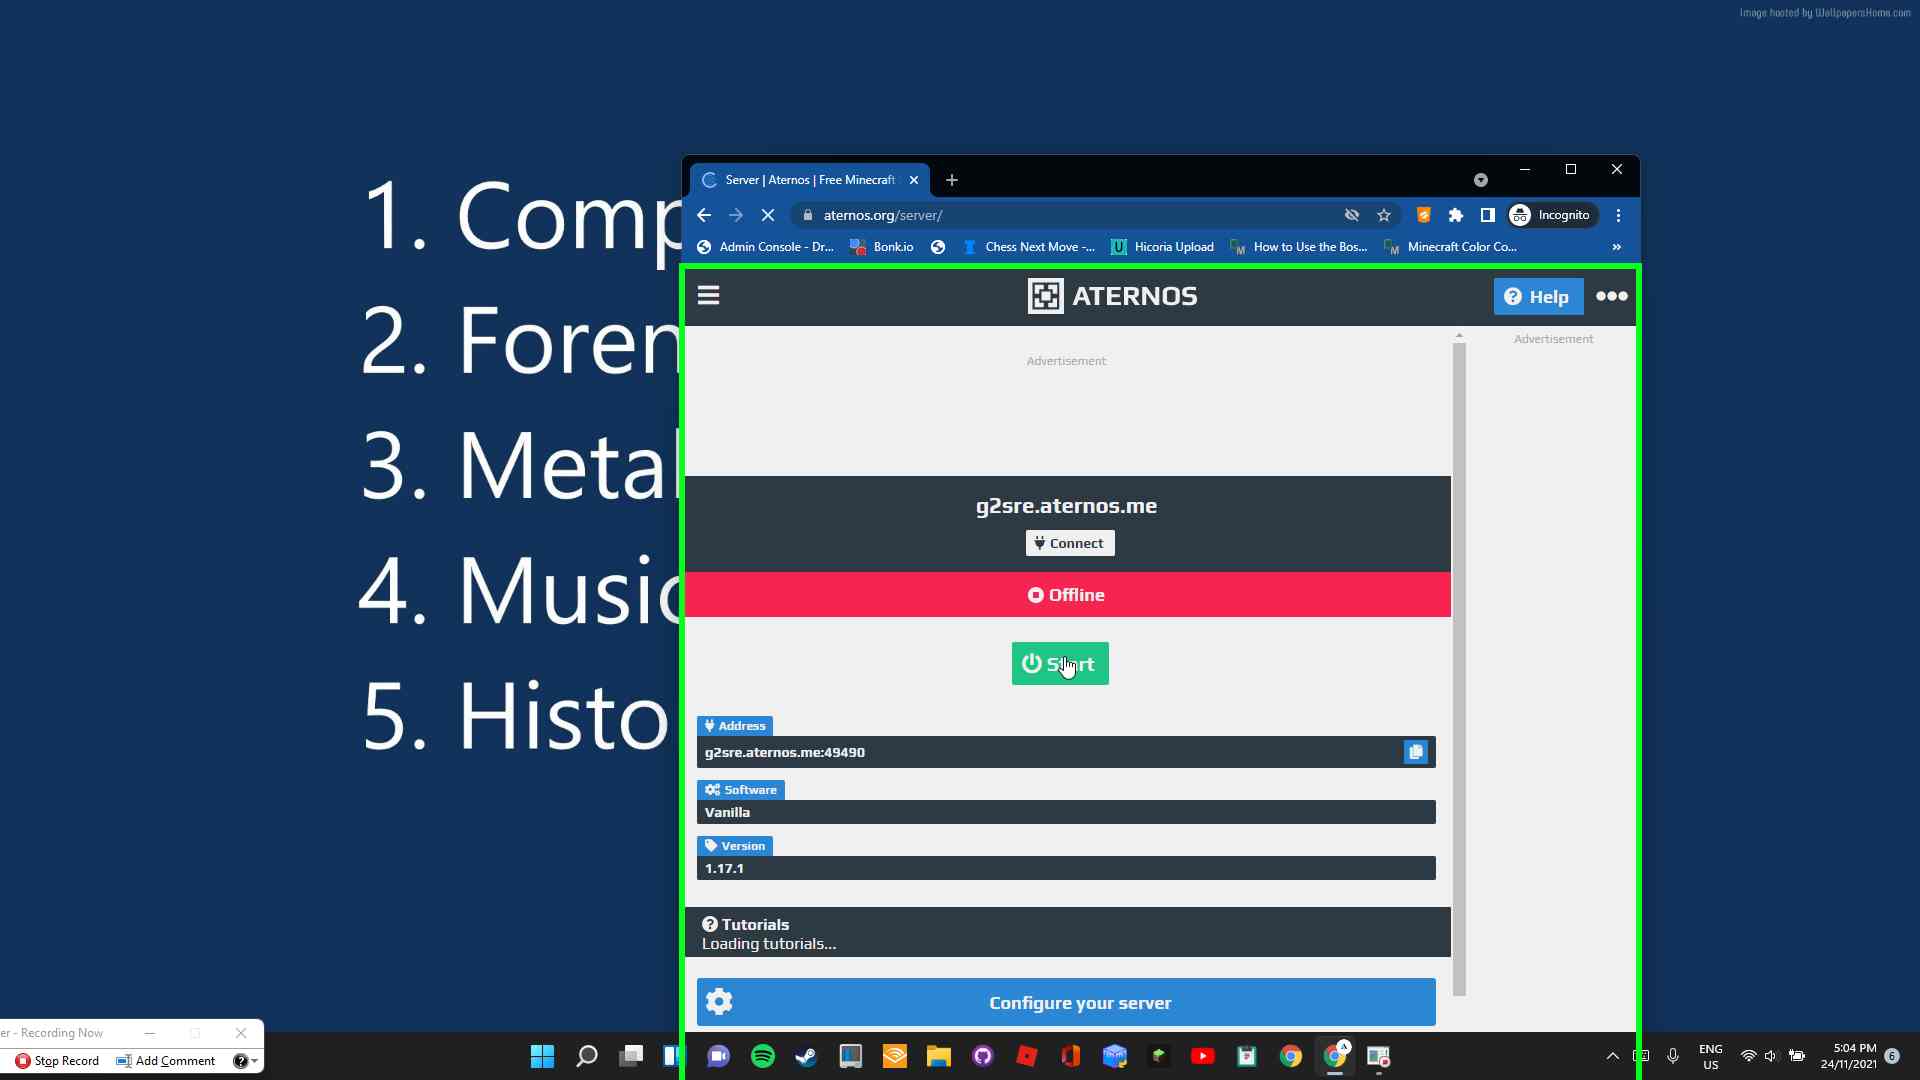 Image hosted by WallpapersHome.com
1. Comp
2. Foren
3. Metal
4. Music
5. Histo
Server | Aternos | Free Minecraft
aternos.org/server/
Incognito
Admin Console - Dr...
Bonk.io
Chess Next Move -...
Hicoria Upload
How to Use the Bos...
Minecraft Color Co...
»
ATERNOS
Help
Advertisement
Advertisement
g2sre.aternos.me
Connect
Offline
Start
Address
g2sre.aternos.me:49490
Software
Vanilla
Version
1.17.1
Tutorials
Loading tutorials...
Configure your server
er - Recording Now
Stop Record
Add Comment
ENG
US
5:04 PM
24/11/2021
6